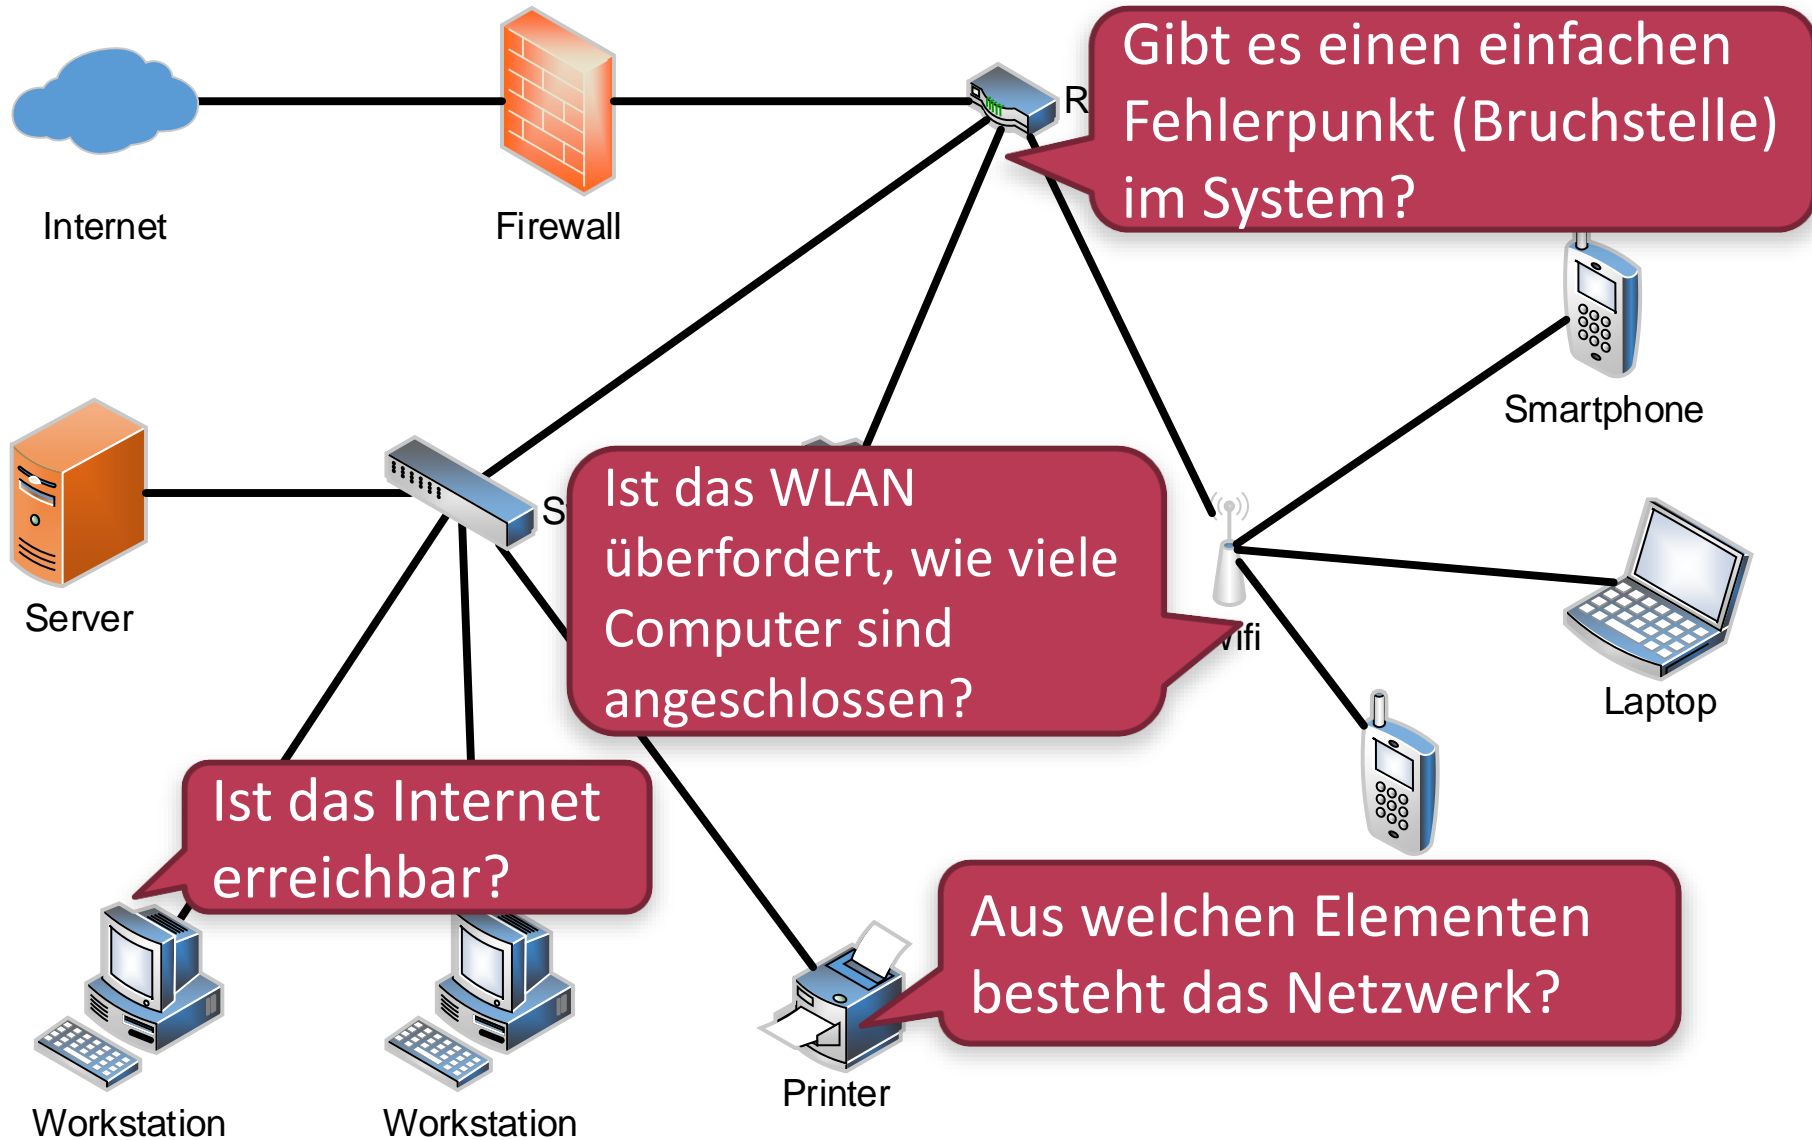 Gibt es einen einfachen
Fehlerpunkt (Bruchstelle)
im System?
R
Internet
Firewall
Smartphone
Ist das WLAN
überfordert, wie viele
Computer sind
angeschlossen?
S
Server
ifi
Laptop
Ist das Internet
erreichbar?
Aus welchen Elementen
besteht das Netzwerk?
Printer
Workstation
Workstation